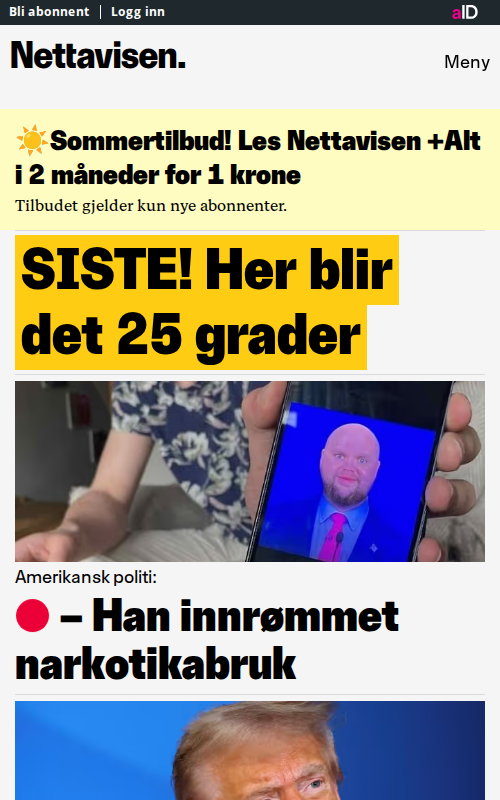 Bli abonnent | Logg inn
aID
Nettavisen.
Meny
☀️Sommertilbud! Les Nettavisen +Alt
i 2 måneder for 1 krone
Tilbudet gjelder kun nye abonnenter.
SISTE! Her blir
det 25 grader
Amerikansk politi:
🔴 – Han innrømmet
narkotikabruk